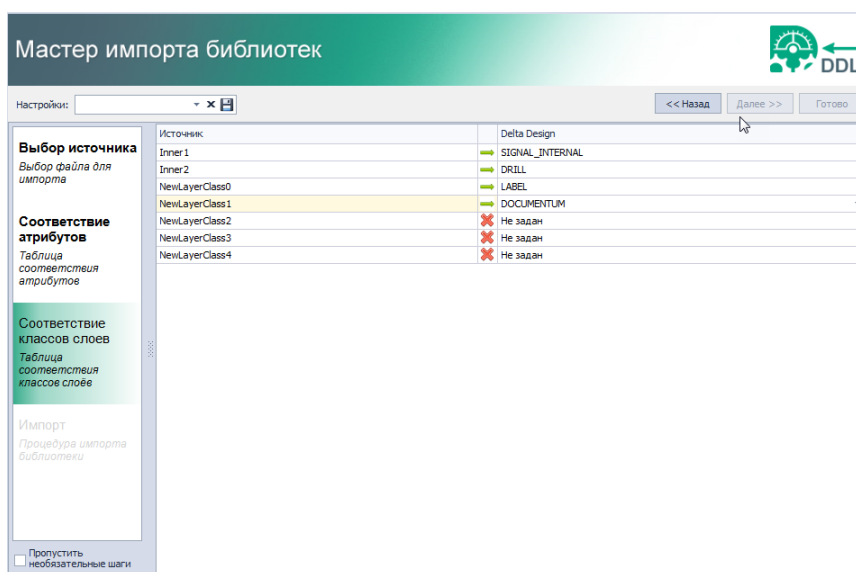 Мастер импорта библиотек
DDL
Настройки:
<< Назад
Далее >>
Готово
Выбор источника
Выбор файла для
импорта
Соответствие
атрибутов
Таблица
соответствия
атрибутов
Соответствие
классов слоев
Таблица
соответствия
классов слоёв
Импорт
Процедура импорта
библиотеки
Пропустить
необязательные шаги
Источник Delta Design
Inner1 SIGNAL_INTERNAL
Inner2 DRILL
NewLayerClass0 LABEL
NewLayerClass1 DOCUMENTUM
NewLayerClass2 Не задан
NewLayerClass3 Не задан
NewLayerClass4 Не задан